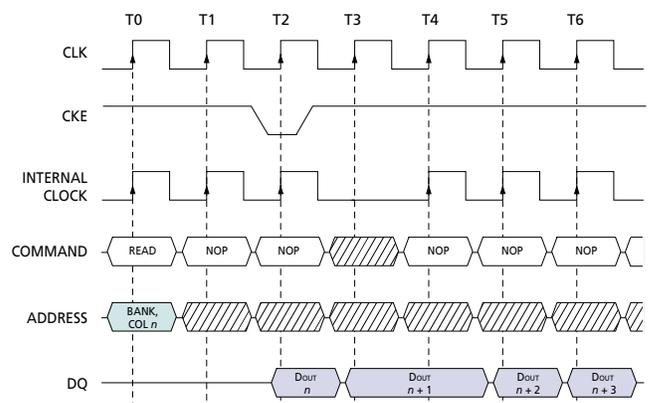 T0 T1 T2 T3 T4 T5 T6
CLK
CKE
INTERNAL
CLOCK
COMMAND READ NOP NOP NOP NOP NOP
ADDRESS BANK,
COL n
DQ DOUT DOUT DOUT DOUT
n n + 1 n + 2 n + 3